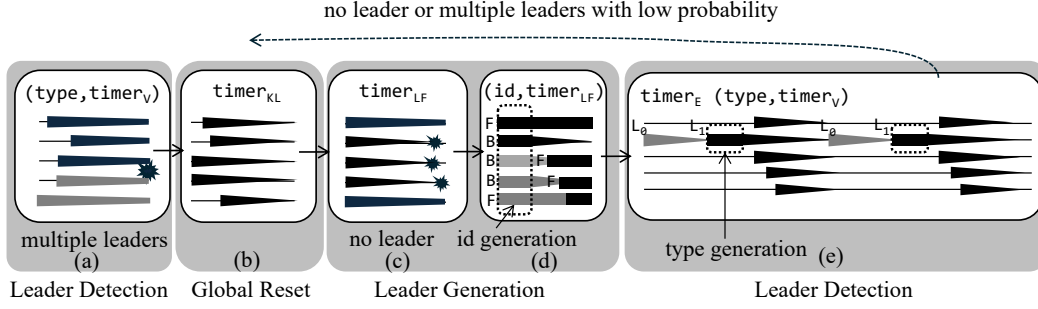 no leader or multiple leaders with low probability
(type,timerV)
timerKL
timerLF
(id,timerLF)
timerE (type,timerV)
F
B
B
B
F
F
F
L0
L1
L0
L1
multiple leaders
no leader
id generation
type generation
(a)
(b)
(c)
(d)
(e)
Leader Detection
Global Reset
Leader Generation
Leader Detection